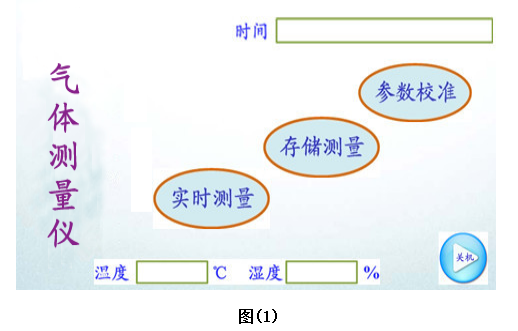 时间
气体测量仪
参数校准
存储测量
实时测量
温度 ℃ 湿度 %
关机
图(1)